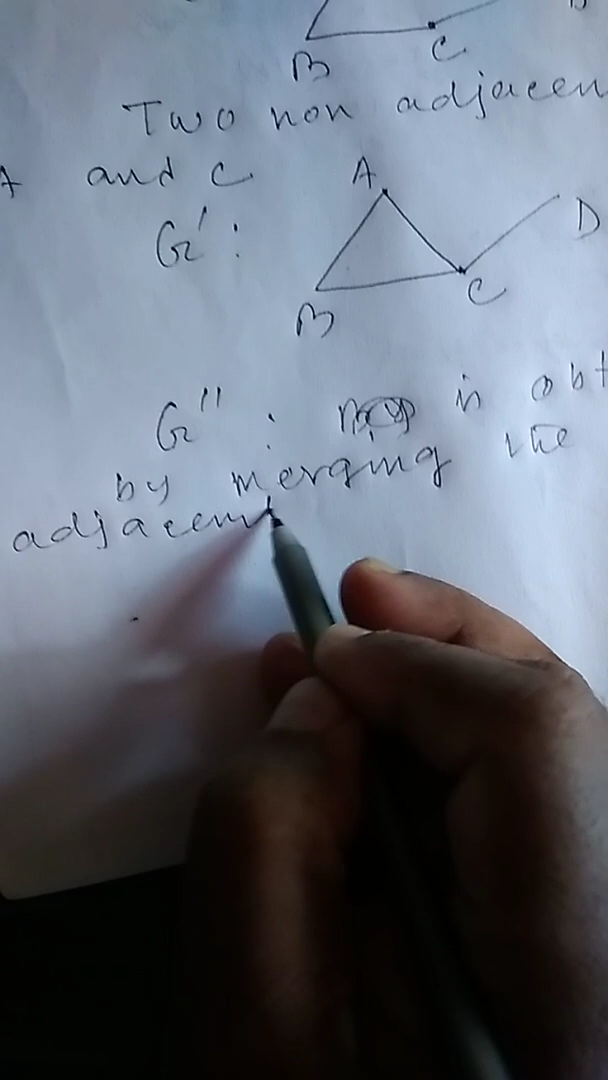 B C
Two non adjacen
A and C
A
G' : D
B C
G'' : is obt
by merging the
adjacent